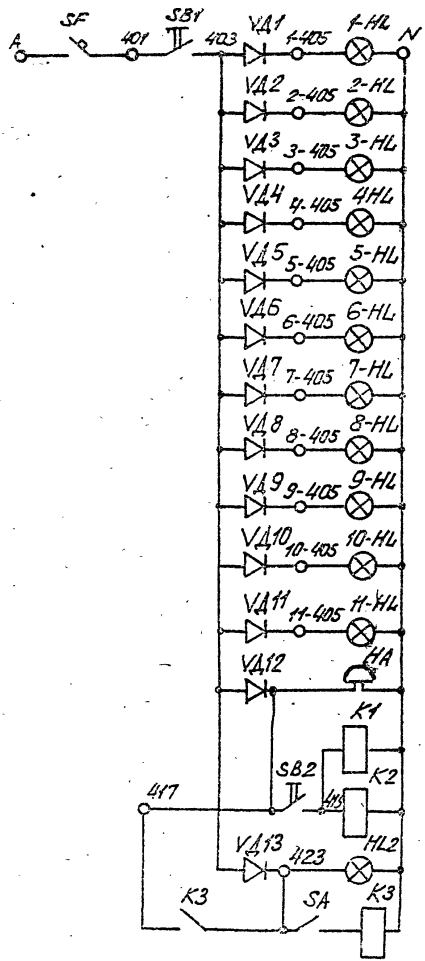 A SF 401 SB1 403 VД1 1-405 1-HL N
VД2 2-405 2-HL
VД3 3-405 3-HL
VД4 4-405 4HL
VД5 5-405 5-HL
VД6 6-405 6-HL
VД7 7-405 7-HL
VД8 8-405 8-HL
VД9 9-405 9-HL
VД10 10-405 10-HL
VД11 11-405 11-HL
VД12 HA
K1
SB2 K2
417 415
VД13 423 HL2
K3 SA K3